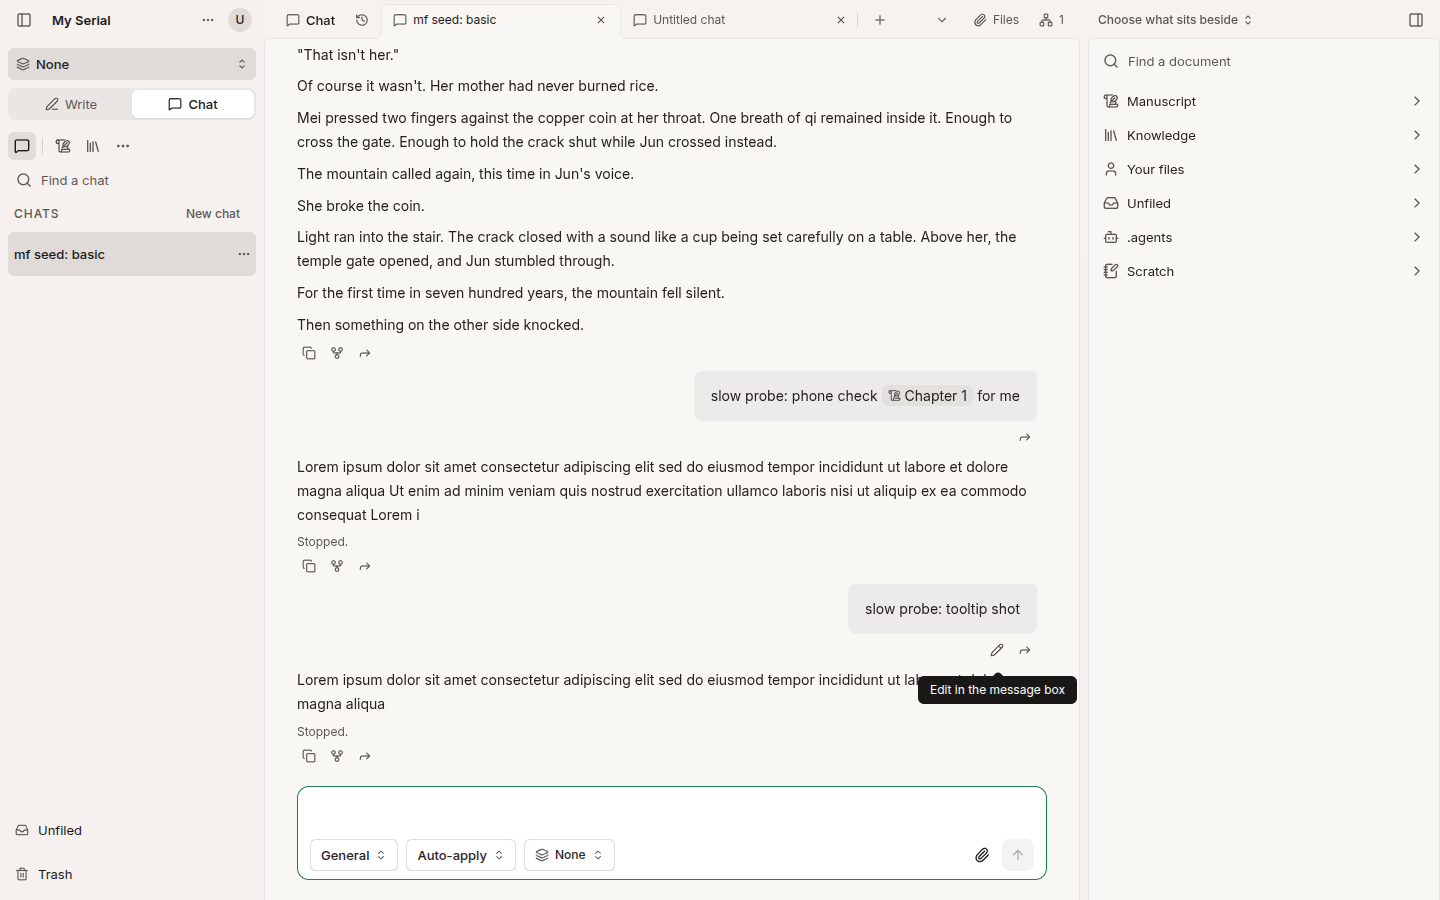 My Serial
U
None
Write
Chat
Find a chat
CHATS
New chat
mf seed: basic
Unfiled
Trash
Chat
mf seed: basic
Untitled chat
Files
1
"That isn't her."
Of course it wasn't. Her mother had never burned rice.
Mei pressed two fingers against the copper coin at her throat. One breath of qi remained inside it. Enough to
cross the gate. Enough to hold the crack shut while Jun crossed instead.
The mountain called again, this time in Jun's voice.
She broke the coin.
Light ran into the stair. The crack closed with a sound like a cup being set carefully on a table. Above her, the
temple gate opened, and Jun stumbled through.
For the first time in seven hundred years, the mountain fell silent.
Then something on the other side knocked.
slow probe: phone check Chapter 1 for me
Lorem ipsum dolor sit amet consectetur adipiscing elit sed do eiusmod tempor incididunt ut labore et dolore
magna aliqua Ut enim ad minim veniam quis nostrud exercitation ullamco laboris nisi ut aliquip ex ea commodo
consequat Lorem i
Stopped.
slow probe: tooltip shot
Lorem ipsum dolor sit amet consectetur adipiscing elit sed do eiusmod tempor incididunt ut
magna aliqua
Edit in the message box
Stopped.
General
Auto-apply
None
Choose what sits beside
Find a document
Manuscript
Knowledge
Your files
Unfiled
.agents
Scratch